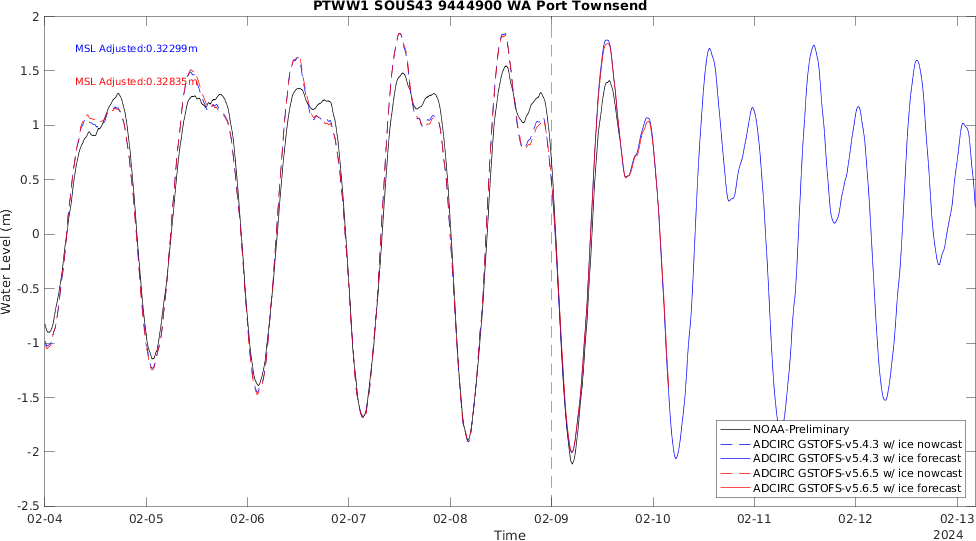 PTWW1 SOUS43 9444900 WA Port Townsend
MSL Adjusted:0.32299m
MSL Adjusted:0.32835m
Water Level (m)
2
1.5
1
0.5
0
-0.5
-1
-1.5
-2
-2.5
NOAA-Preliminary
ADCIRC GSTOFS-v5.4.3 w/ ice nowcast
ADCIRC GSTOFS-v5.4.3 w/ ice forecast
ADCIRC GSTOFS-v5.6.5 w/ ice nowcast
ADCIRC GSTOFS-v5.6.5 w/ ice forecast
02-04 02-05 02-06 02-07 02-08 02-09 02-10 02-11 02-12 02-13
Time
2024